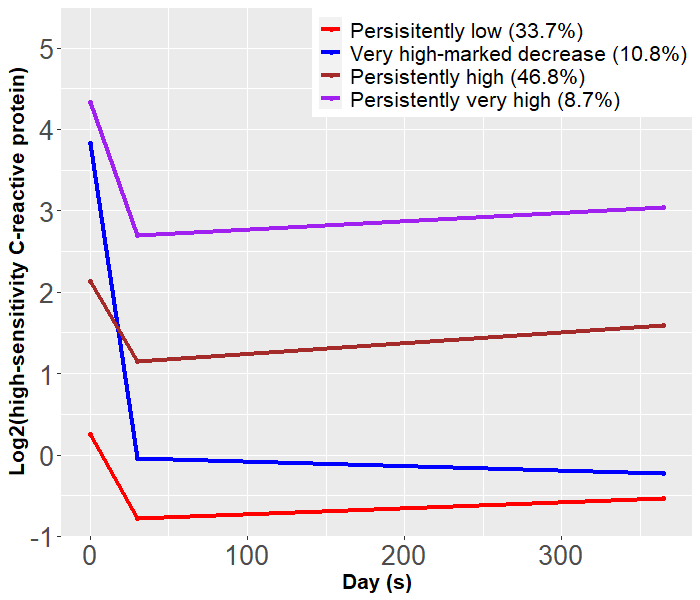 Persisitently low (33.7%)
Very high-marked decrease (10.8%)
Persistently high (46.8%)
Persistently very high (8.7%)
Log2(high-sensitivity C-reactive protein)
5
4
3
2
1
0
-1
0 100 200 300
Day (s)